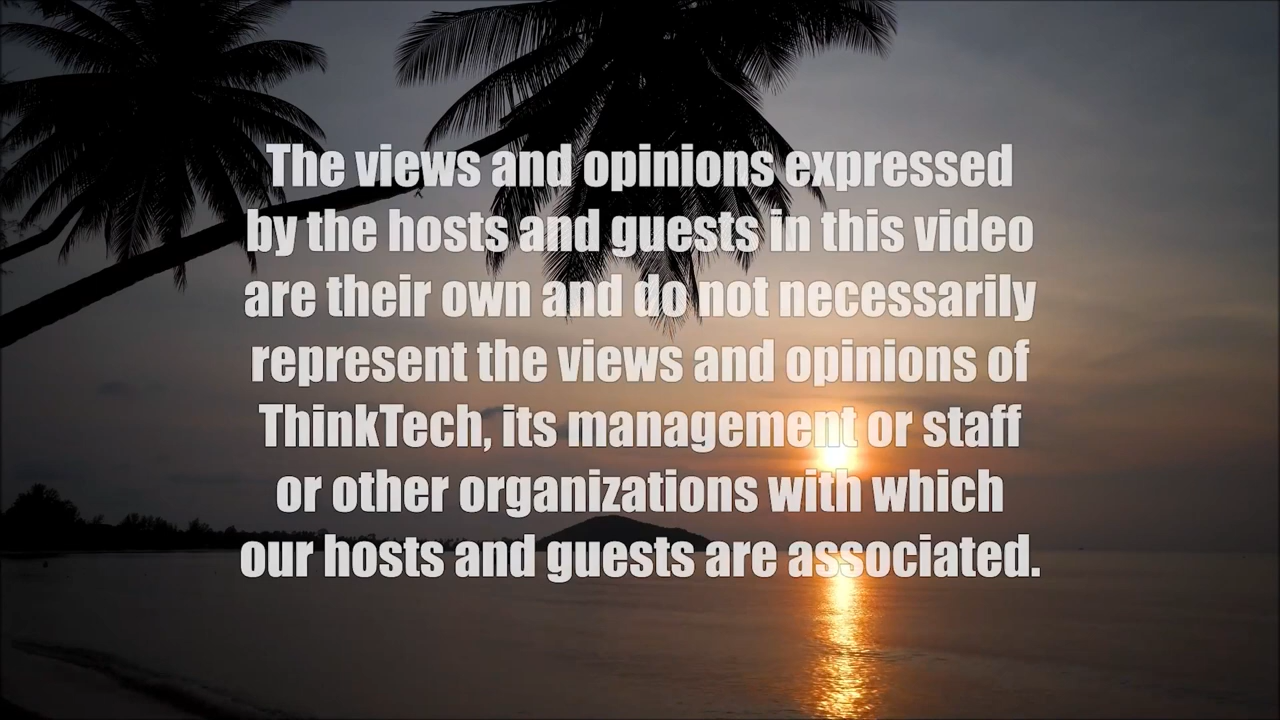 The views and opinions expressed
by the hosts and guests in this video
are their own and do not necessarily
represent the views and opinions of
ThinkTech, its management or staff
or other organizations with which
our hosts and guests are associated.